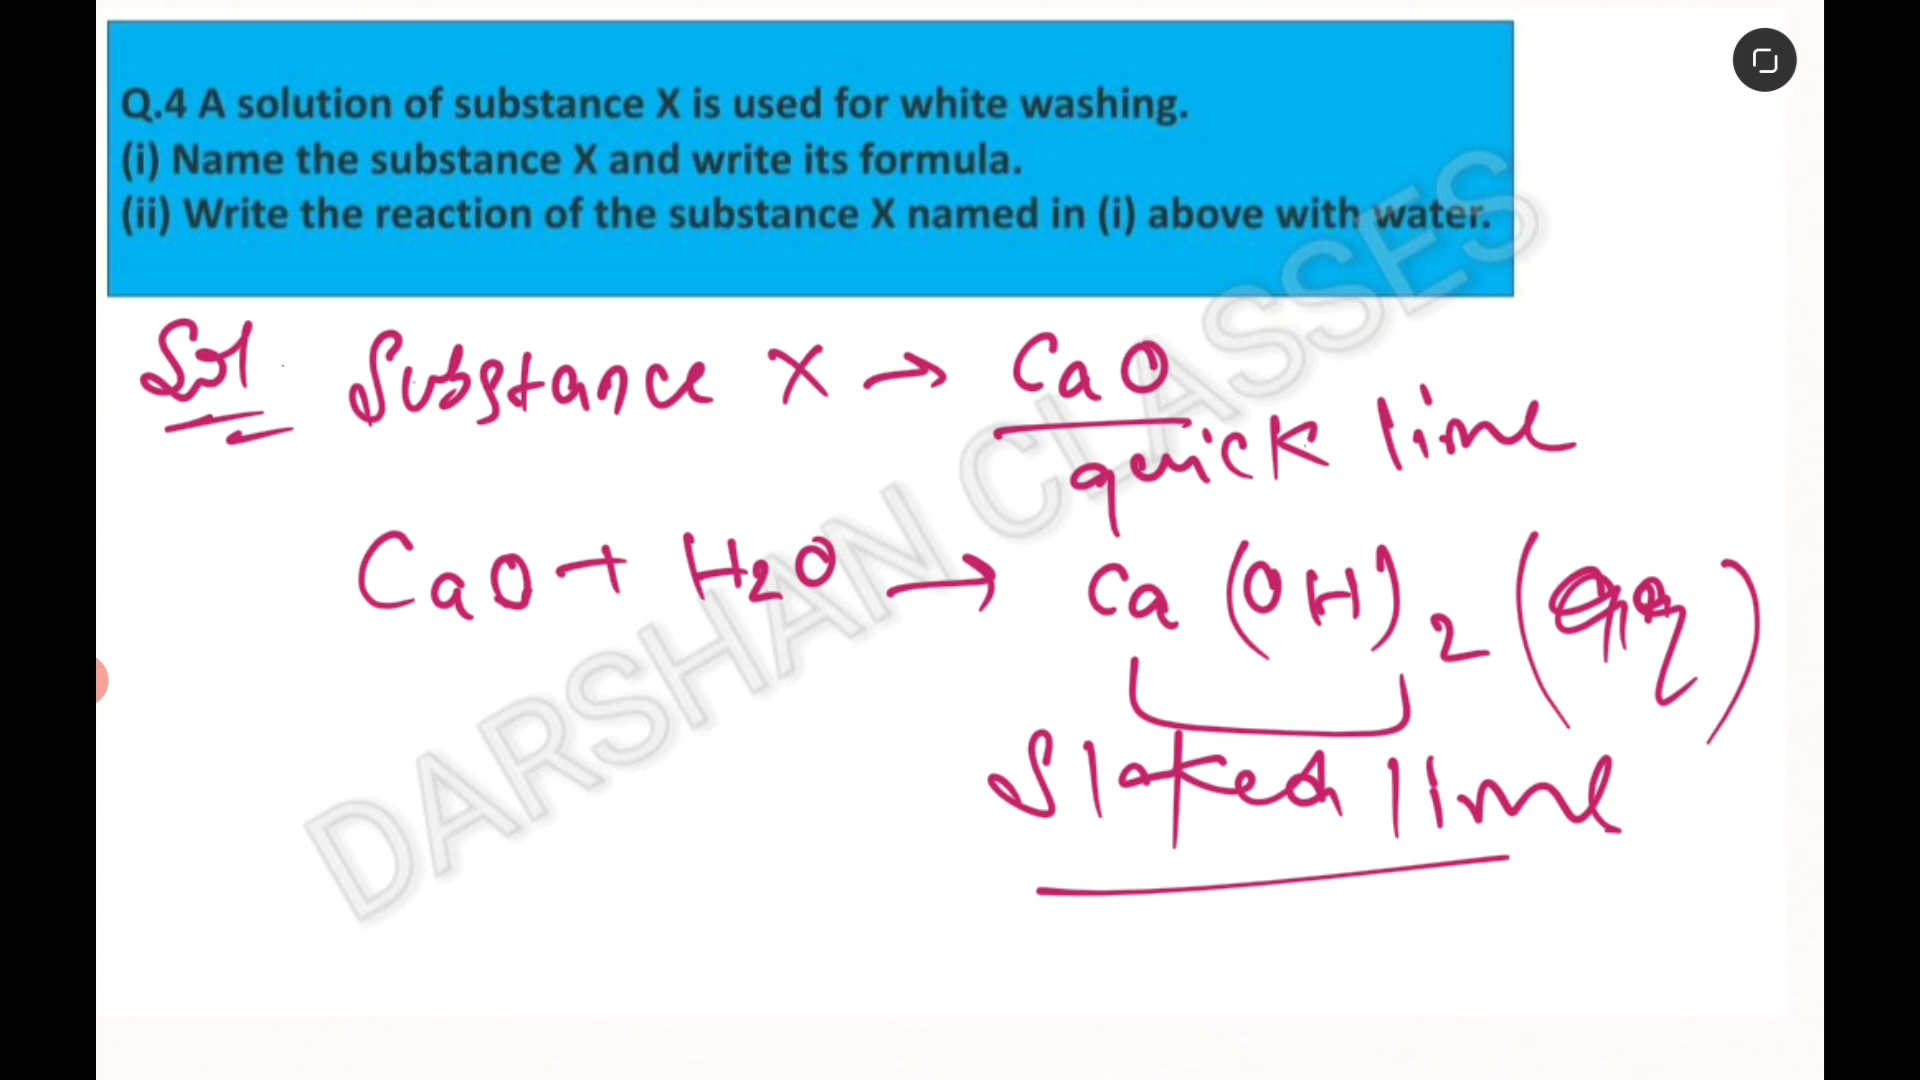 Q.4 A solution of substance X is used for white washing.
(i) Name the substance X and write its formula.
(ii) Write the reaction of the substance X named in (i) above with water.
Sol
Substance X → CaO
quick lime
CaO + H2O → Ca(OH)2 (aq)
Slaked lime
DARSHAN CLASSES